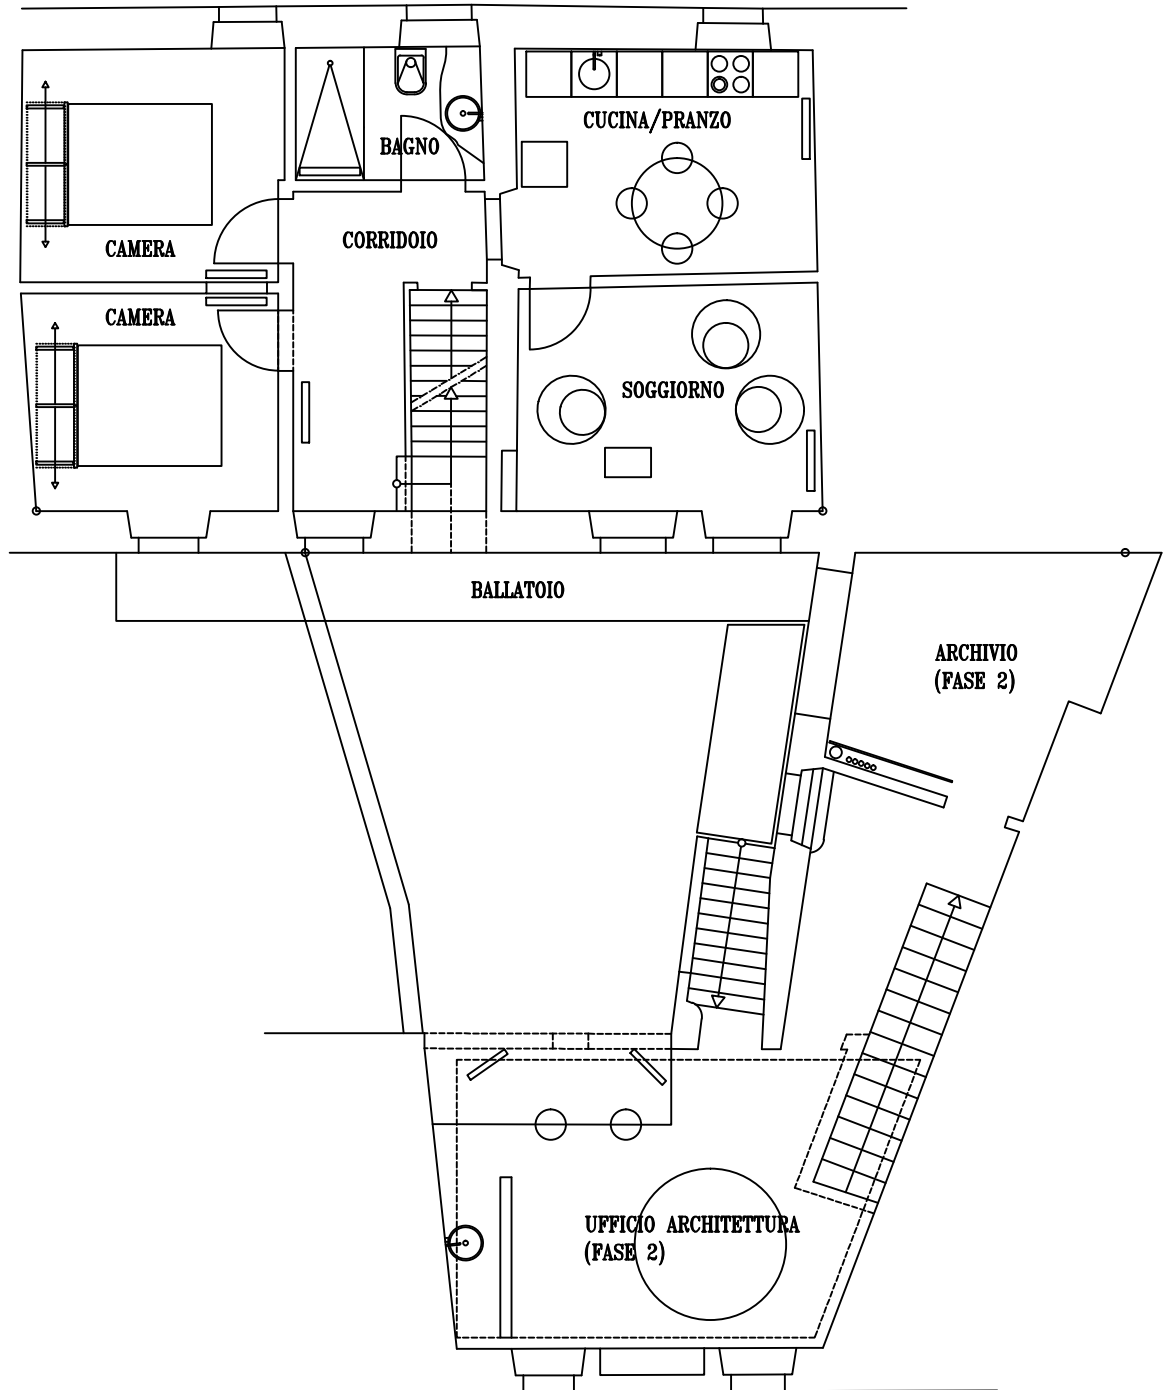 CUCINA/PRANZO
BAGNO
CORRIDOIO
CAMERA
CAMERA
SOGGIORNO
BALLATOIO
ARCHIVIO
(FASE 2)
UFFICIO ARCHITETTURA
(FASE 2)